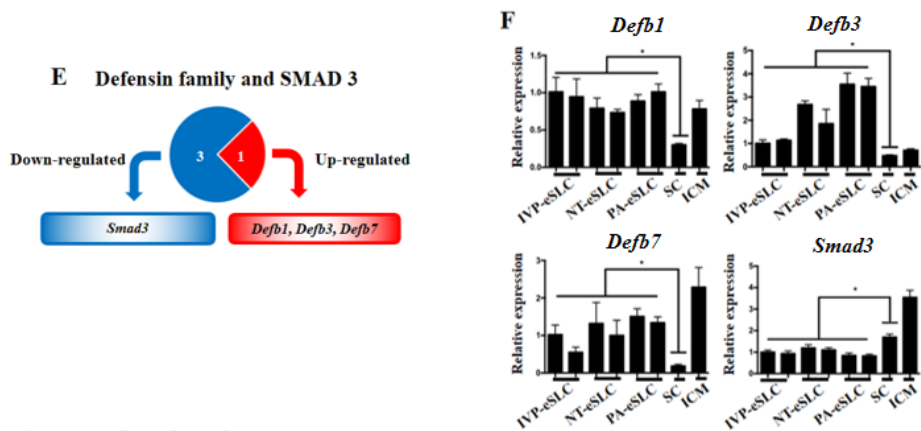 E Defensin family and SMAD 3
Down-regulated
3
1
Up-regulated
Smad3
Defb1, Defb3, Defb7
F
Defb1
Relative expression
1.5
1.0
0.5
0.0
*
IVP-eSLC
NT-eSLC
PA-eSLC
SC
ICM
Defb3
Relative expression
5
4
3
2
1
0
*
IVP-eSLC
NT-eSLC
PA-eSLC
SC
ICM
Defb7
Relative expression
3
2
1
0
*
IVP-eSLC
NT-eSLC
PA-eSLC
SC
ICM
Smad3
Relative expression
5
4
3
2
1
0
*
IVP-eSLC
NT-eSLC
PA-eSLC
SC
ICM